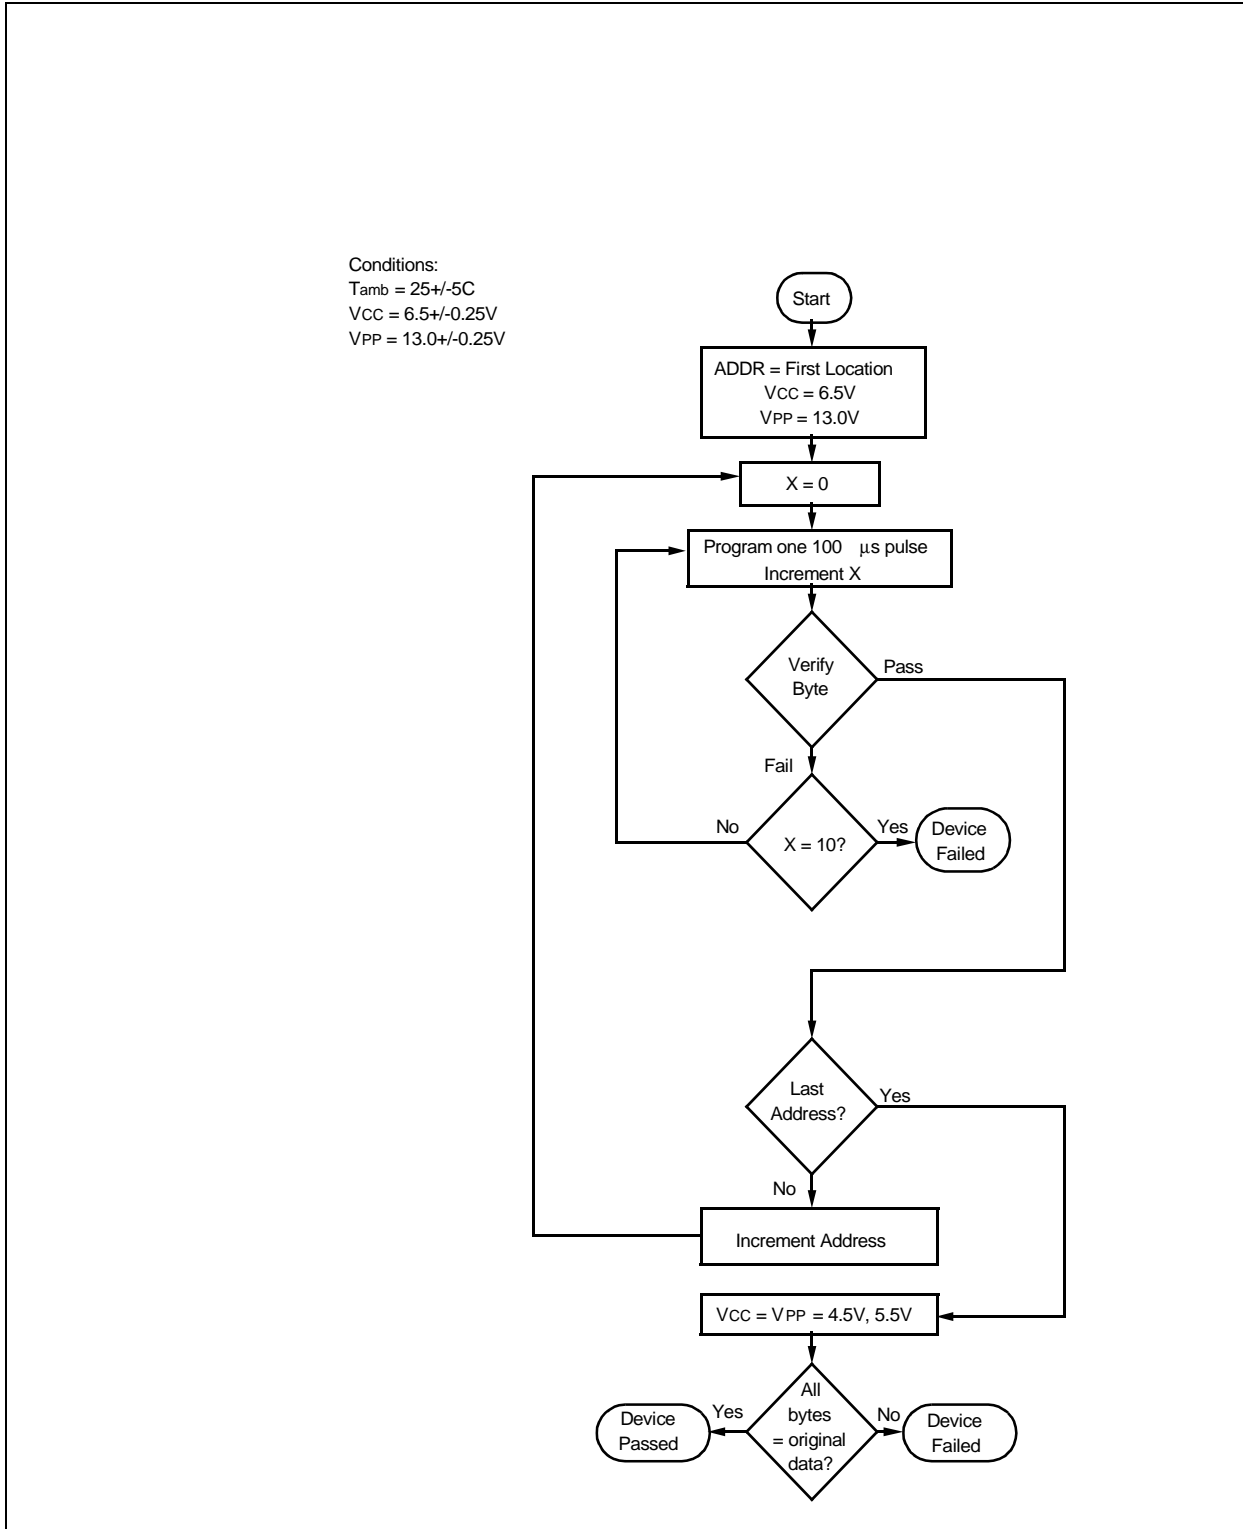 Conditions:
Tamb = 25+/-5C
VCC = 6.5+/-0.25V
VPP = 13.0+/-0.25V
Start
ADDR = First Location
VCC = 6.5V
VPP = 13.0V
X = 0
Program one 100 μs pulse
Increment X
Verify
Byte
Pass
Fail
No
X = 10?
Yes
Device
Failed
Last
Address?
Yes
No
Increment Address
VCC = VPP = 4.5V, 5.5V
All
bytes
= original
data?
Yes
Device
Passed
No
Device
Failed